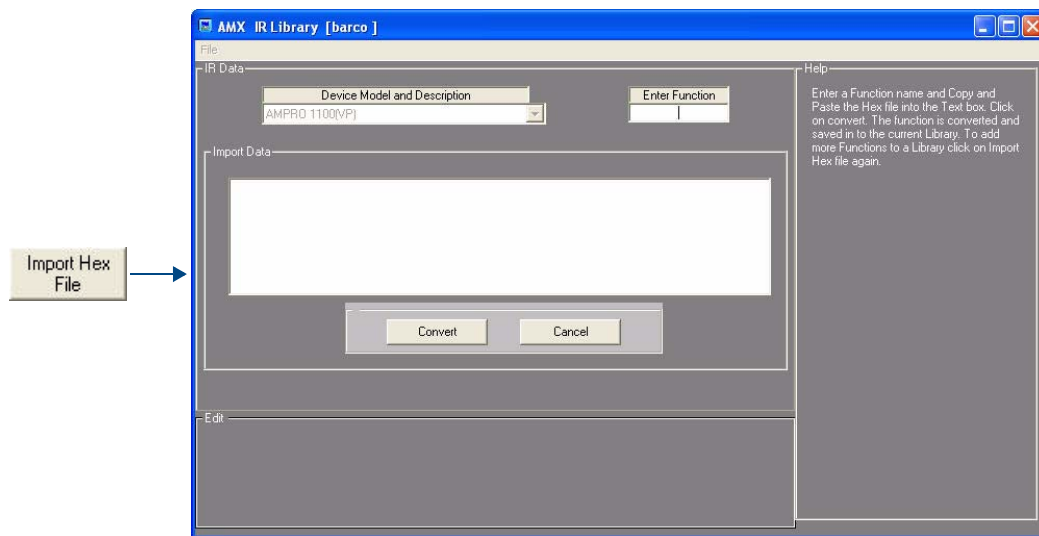 AMX IR Library [barco ]
File
IR Data
Device Model and Description
Enter Function
AMPRO 1100(VP)
Import Data
Convert
Cancel
Edit
Help
Enter a Function name and Copy and
Paste the Hex file into the Text box. Click
on convert. The function is converted and
saved in to the current Library. To add
more Functions to a Library click on Import
Hex file again.
Import Hex
File